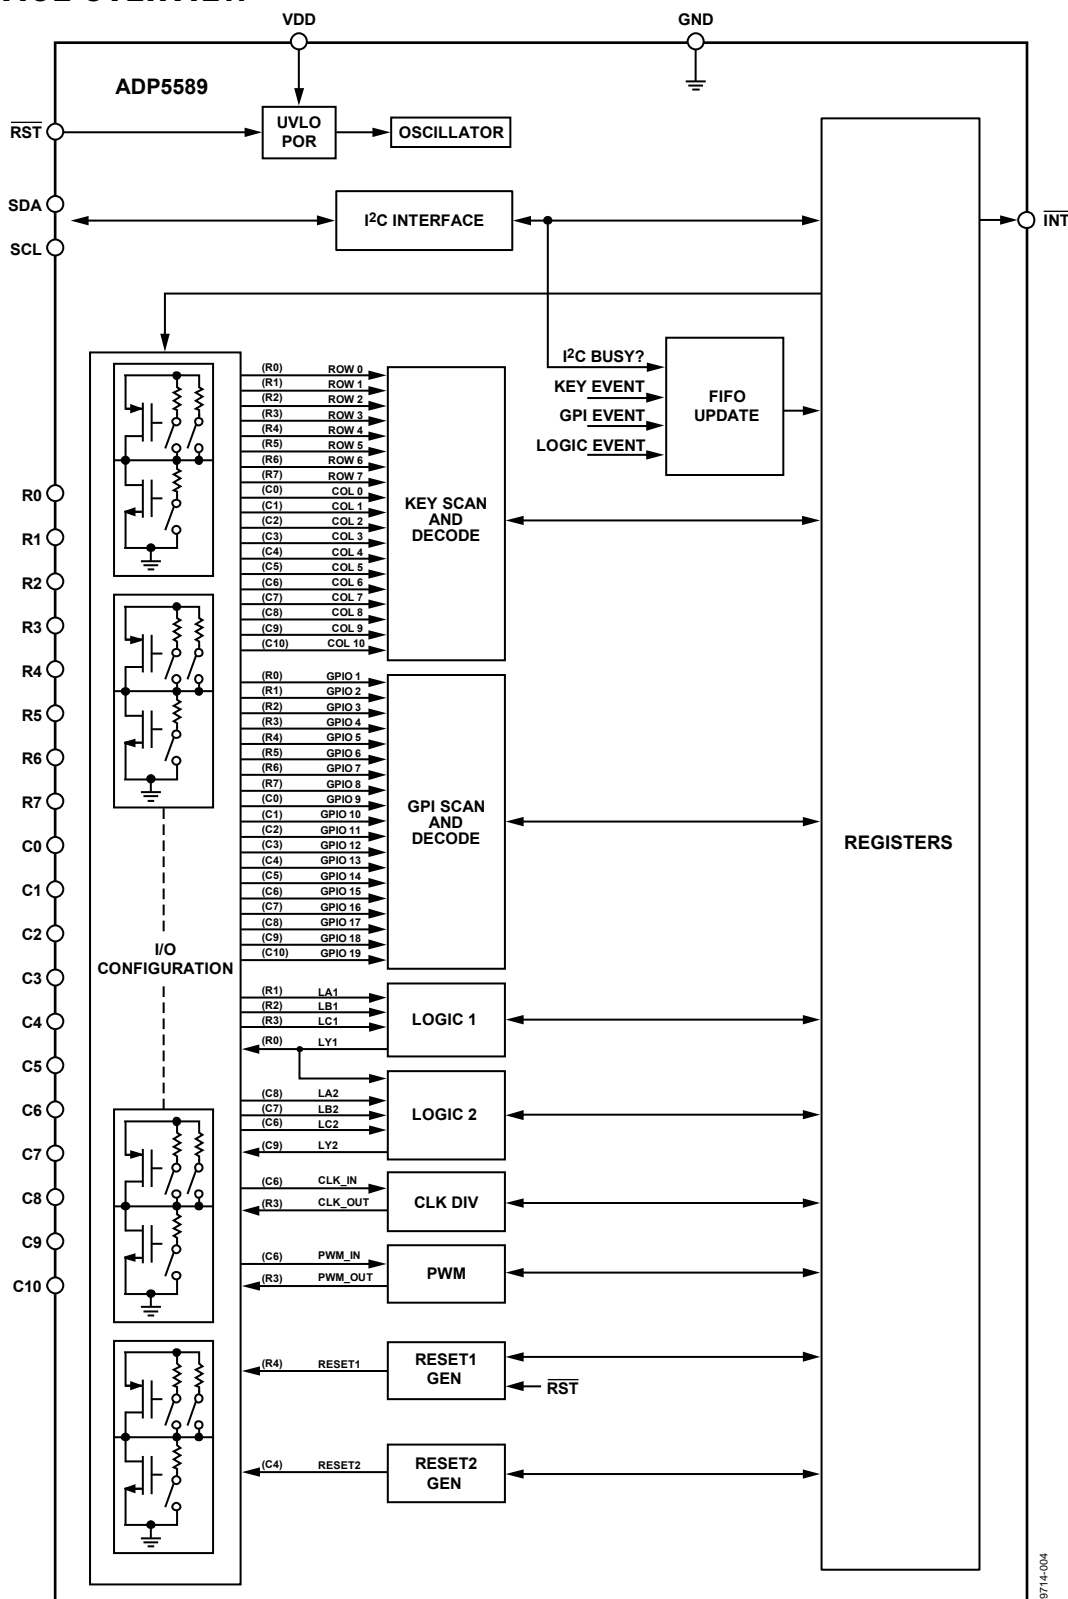 VDD
GND
ADP5589
RST
UVLO
POR
OSCILLATOR
SDA
I2C INTERFACE
INT
SCL
I2C BUSY?
KEY EVENT
GPI EVENT
LOGIC EVENT
FIFO
UPDATE
(R0) ROW 0
(R1) ROW 1
(R2) ROW 2
(R3) ROW 3
(R4) ROW 4
(R5) ROW 5
(R6) ROW 6
(R7) ROW 7
(C0) COL 0
(C1) COL 1
(C2) COL 2
(C3) COL 3
(C4) COL 4
(C5) COL 5
(C6) COL 6
(C7) COL 7
(C8) COL 8
(C9) COL 9
(C10) COL 10
KEY SCAN
AND
DECODE
R0
R1
R2
R3
R4
R5
R6
R7
C0
C1
C2
C3
C4
C5
C6
C7
C8
C9
C10
(R0) GPIO 1
(R1) GPIO 2
(R2) GPIO 3
(R3) GPIO 4
(R4) GPIO 5
(R5) GPIO 6
(R6) GPIO 7
(R7) GPIO 8
(C0) GPIO 9
(C1) GPIO 10
(C2) GPIO 11
(C3) GPIO 12
(C4) GPIO 13
(C5) GPIO 14
(C6) GPIO 15
(C7) GPIO 16
(C8) GPIO 17
(C9) GPIO 18
(C10) GPIO 19
GPI SCAN
AND
DECODE
REGISTERS
I/O
CONFIGURATION
(R1) LA1
(R2) LB1
(R3) LC1
(R0) LY1
LOGIC 1
(C8) LA2
(C7) LB2
(C6) LC2
(C9) LY2
LOGIC 2
(C6) CLK_IN
(R3) CLK_OUT
CLK DIV
(C6) PWM_IN
(R3) PWM_OUT
PWM
(R4) RESET1
RESET1
GEN
RST
(C4) RESET2
RESET2
GEN
9714-004